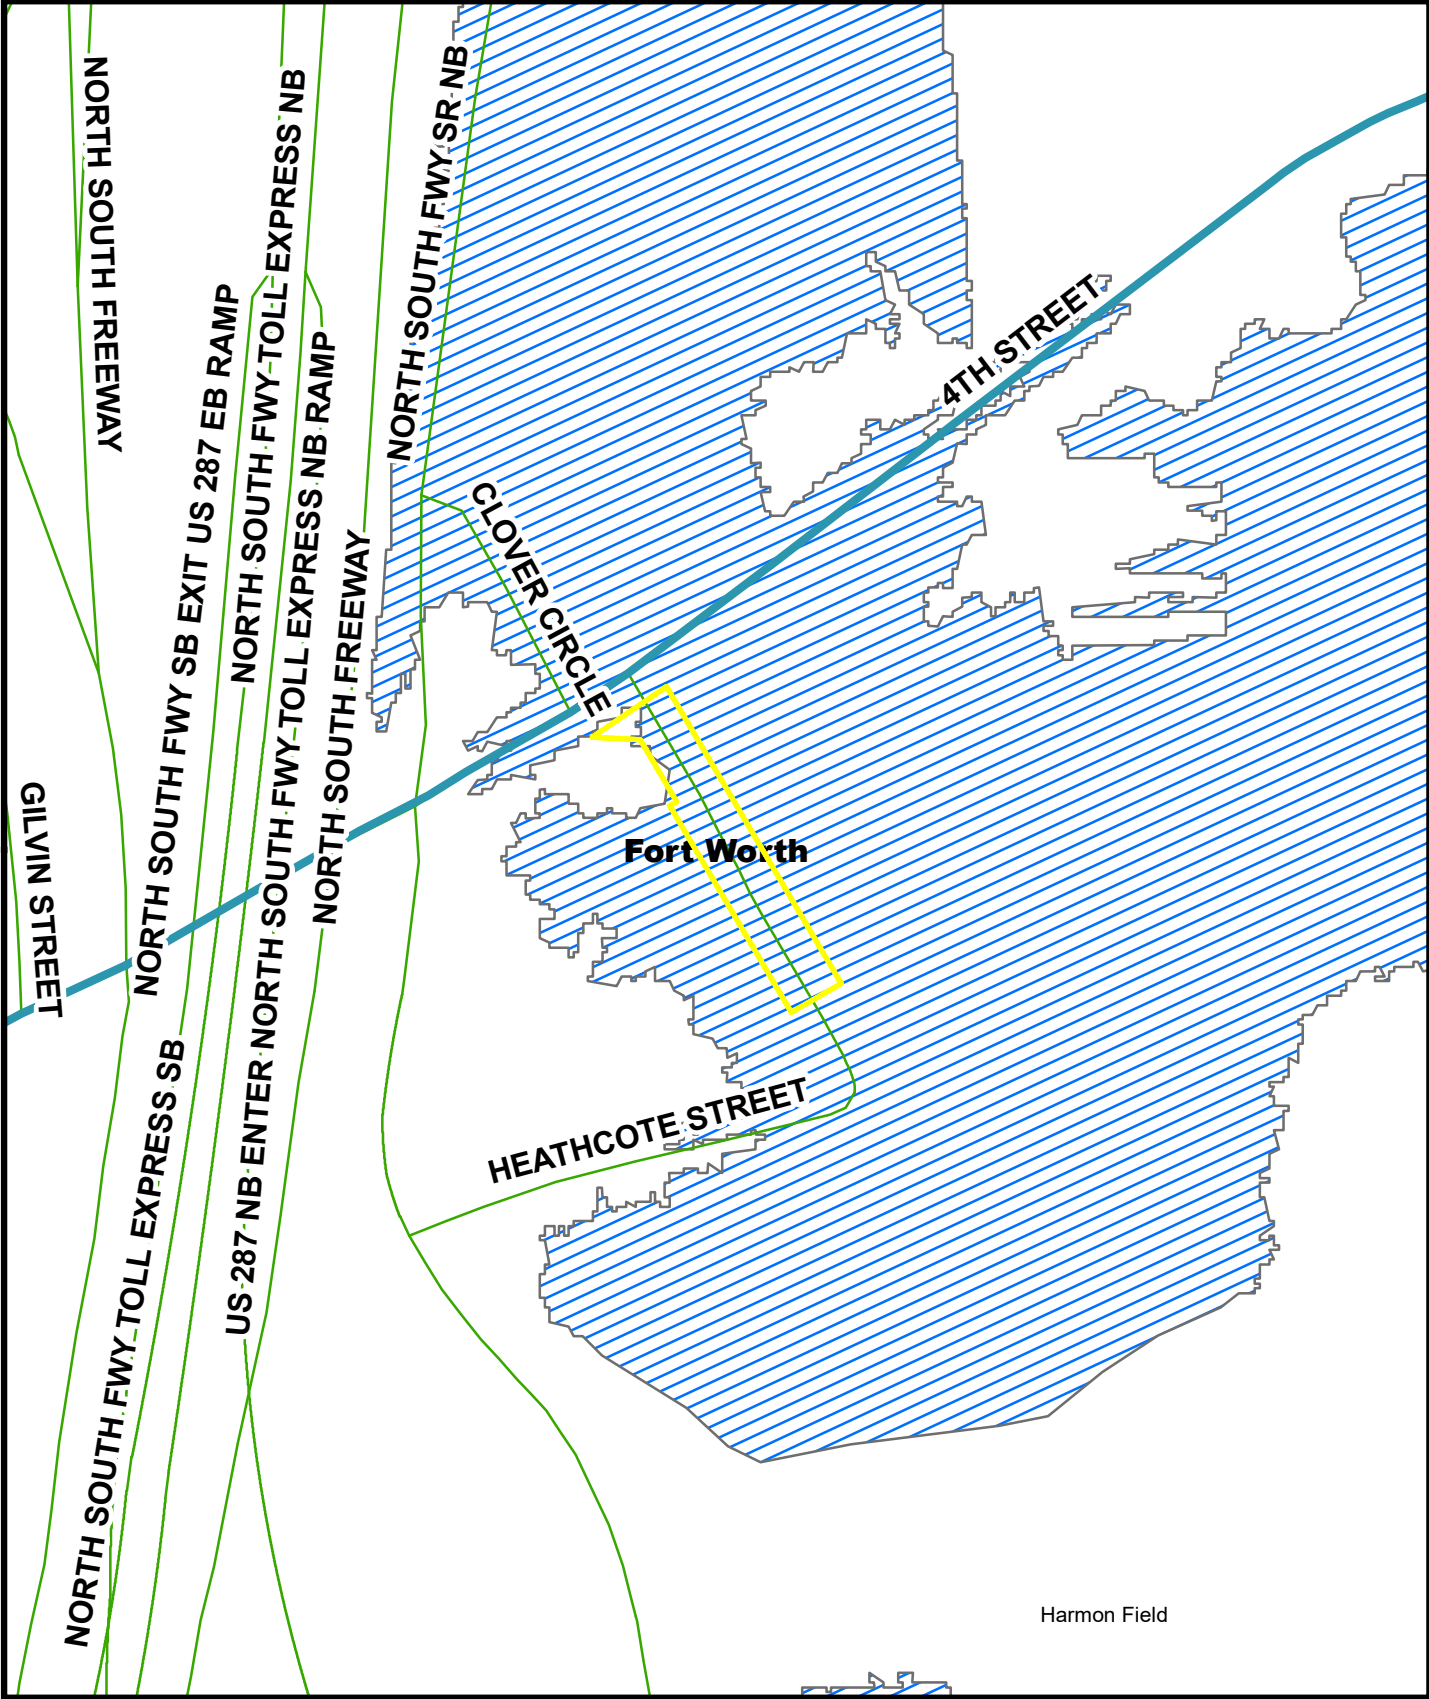 NORTH SOUTH FREEWAY
NORTH SOUTH FWY SB EXIT US 287 EB RAMP
NORTH SOUTH FWY TOLL EXPRESS NB
NORTH SOUTH FWY TOLL EXPRESS NB RAMP
NORTH SOUTH FWY SR NB
4TH STREET
CLOVER CIRCLE
NORTH SOUTH FREEWAY
GILVIN STREET
Fort Worth
US 287 NB ENTER NORTH SOUTH FWY TOLL EXPRESS NB RAMP
NORTH SOUTH FWY TOLL EXPRESS SB
HEATHCOTE STREET
Harmon Field